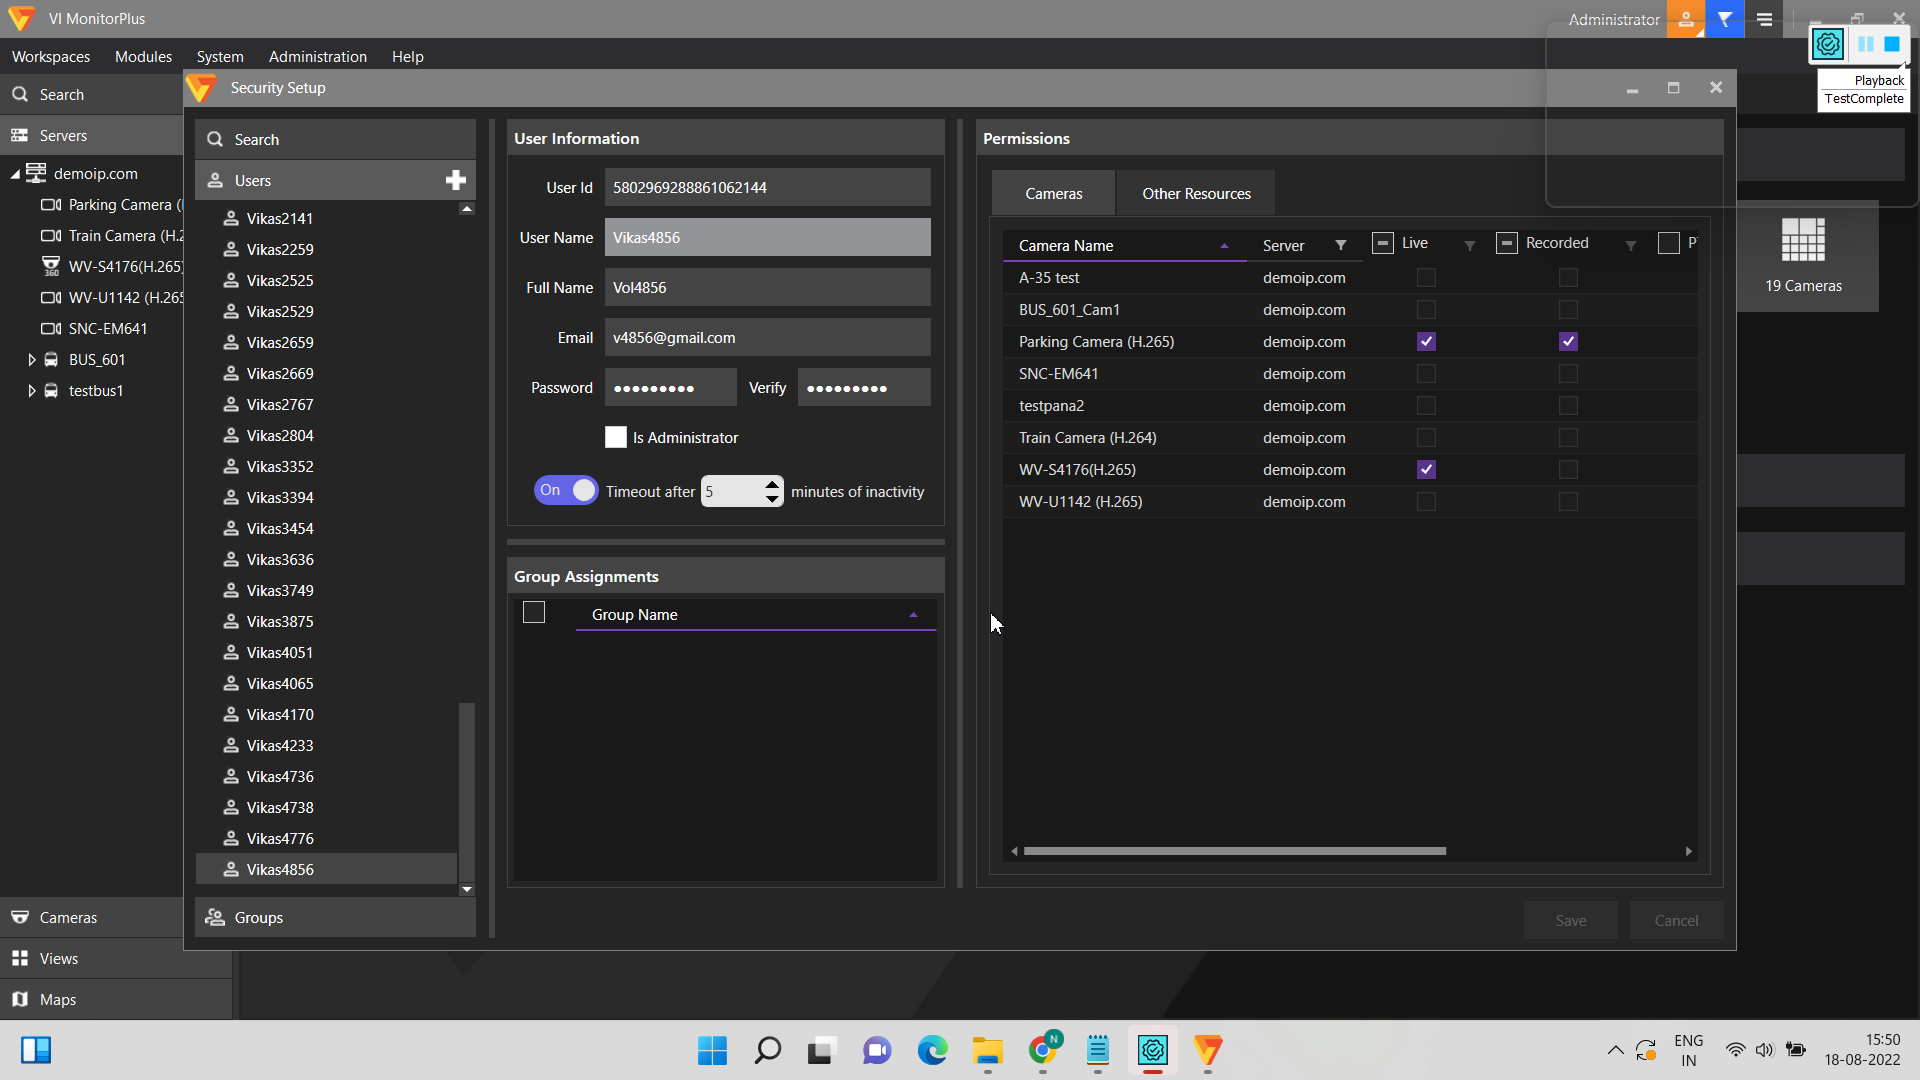 VI MonitorPlus
Administrator
Workspaces Modules System Administration Help
Playback
TestComplete
Search
Servers
demoip.com
Parking Camera (
Train Camera (H.2
360
WV-S4176(H.265)
WV-U1142 (H.265
SNC-EM641
BUS_601
testbus1
Cameras
Views
Maps
Security Setup
Search
Users
Vikas2141
Vikas2259
Vikas2525
Vikas2529
Vikas2659
Vikas2669
Vikas2767
Vikas2804
Vikas3352
Vikas3394
Vikas3454
Vikas3636
Vikas3749
Vikas3875
Vikas4051
Vikas4065
Vikas4170
Vikas4233
Vikas4736
Vikas4738
Vikas4776
Vikas4856
Groups
User Information
User Id 5802969288861062144
User Name Vikas4856
Full Name Vol4856
Email v4856@gmail.com
Password ●●●●●●●●● Verify ●●●●●●●●●
Is Administrator
On Timeout after 5 minutes of inactivity
Group Assignments
Group Name
Permissions
Cameras Other Resources
Camera Name Server Live Recorded
A-35 test demoip.com
BUS_601_Cam1 demoip.com
Parking Camera (H.265) demoip.com
SNC-EM641 demoip.com
testpana2 demoip.com
Train Camera (H.264) demoip.com
WV-S4176(H.265) demoip.com
WV-U1142 (H.265) demoip.com
Save Cancel
19 Cameras
N
ENG
IN
15:50
18-08-2022